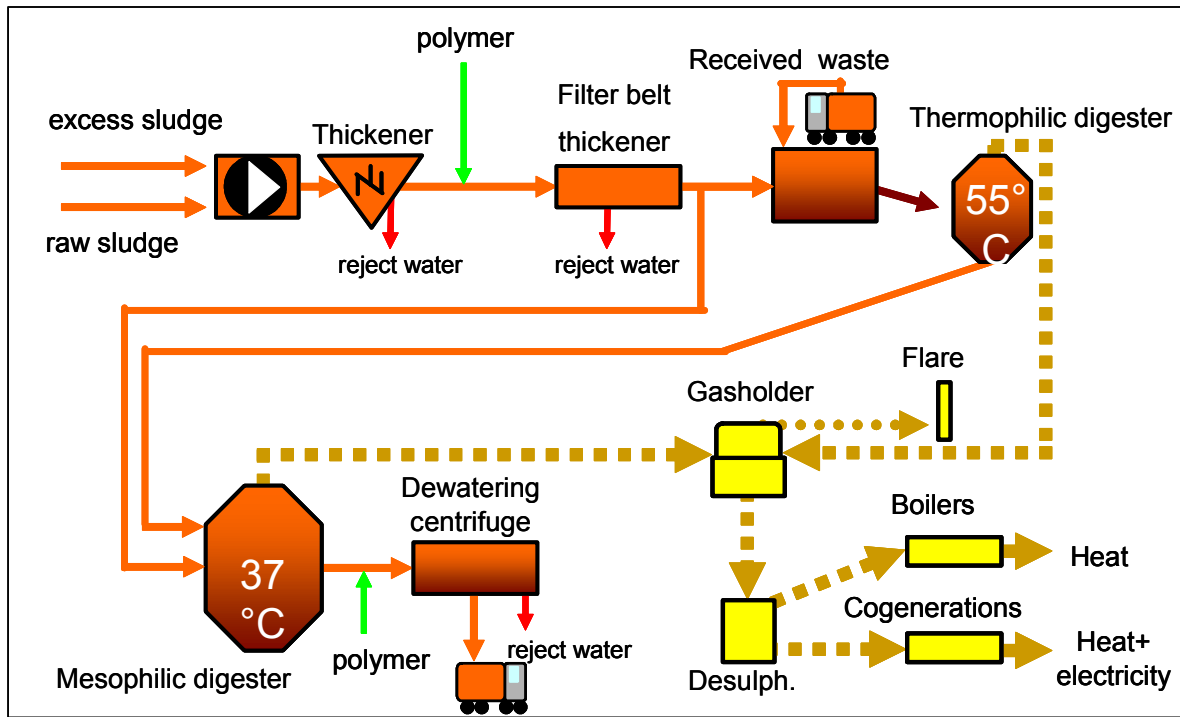 polymer
Received waste
Filter belt
thickener
excess sludge
Thickener
Thermophilic digester
55°
C
raw sludge
reject water
reject water
Flare
Gasholder
Dewatering
centrifuge
Boilers
Heat
37
°C
Cogenerations
polymer
reject water
Heat+
electricity
Mesophilic digester
Desulph.